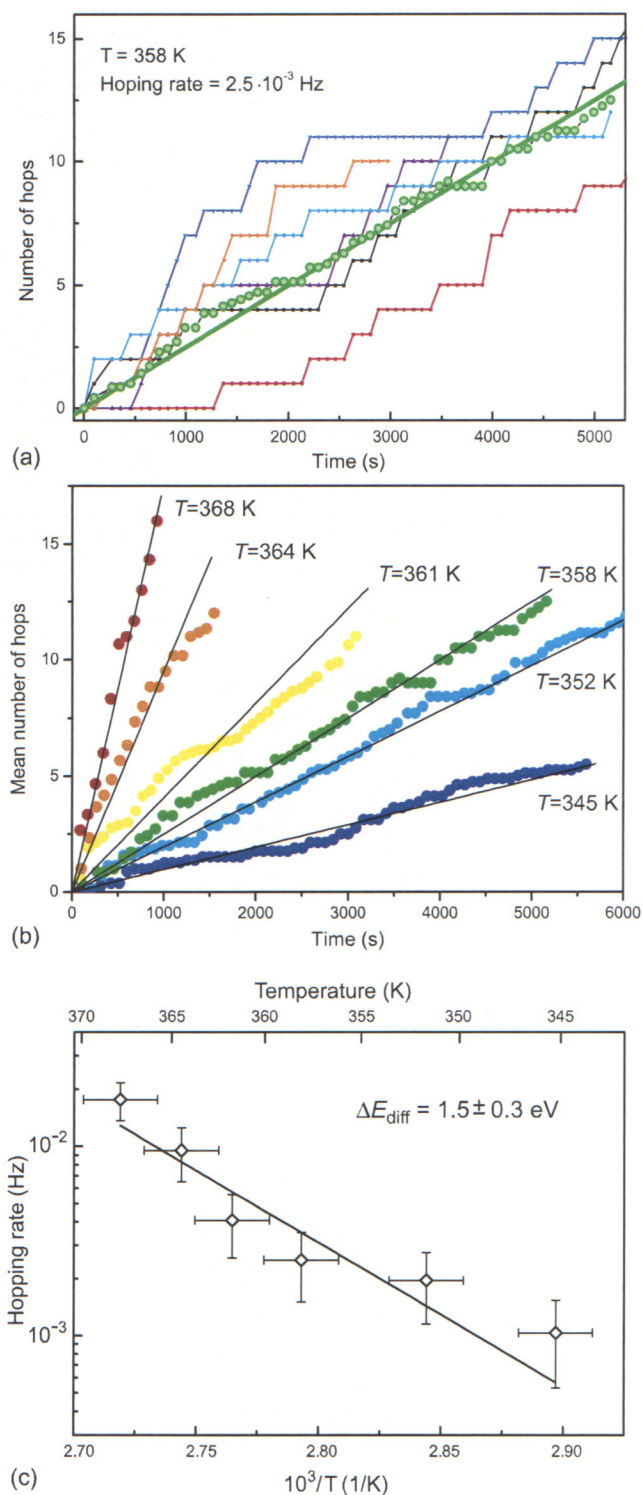 T = 358 K
Hoping rate = 2.5·10⁻³ Hz
15
10
5
0
Number of hops
0 1000 2000 3000 4000 5000
(a) Time (s)
T=368 K
T=364 K
T=361 K
T=358 K
T=352 K
T=345 K
15
10
5
0
Mean number of hops
0 1000 2000 3000 4000 5000 6000
(b) Time (s)
Temperature (K)
370 365 360 355 350 345
ΔE_diff = 1.5± 0.3 eV
10⁻²
10⁻³
Hopping rate (Hz)
2.70 2.75 2.80 2.85 2.90
(c) 10³/T (1/K)